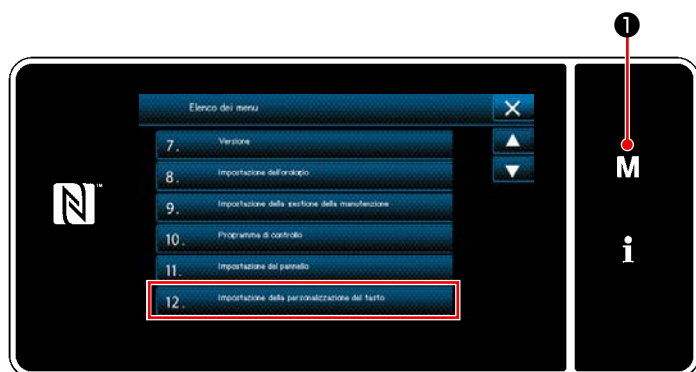 ❶
Elenco dei menu
7. Versione
8. Impostazione dell'orologio
9. Impostazione della gestione della manutenzione
10. Programma di controllo
11. Impostazione del pannello
12. Impostazione della personalizzazione del tasto
M
i